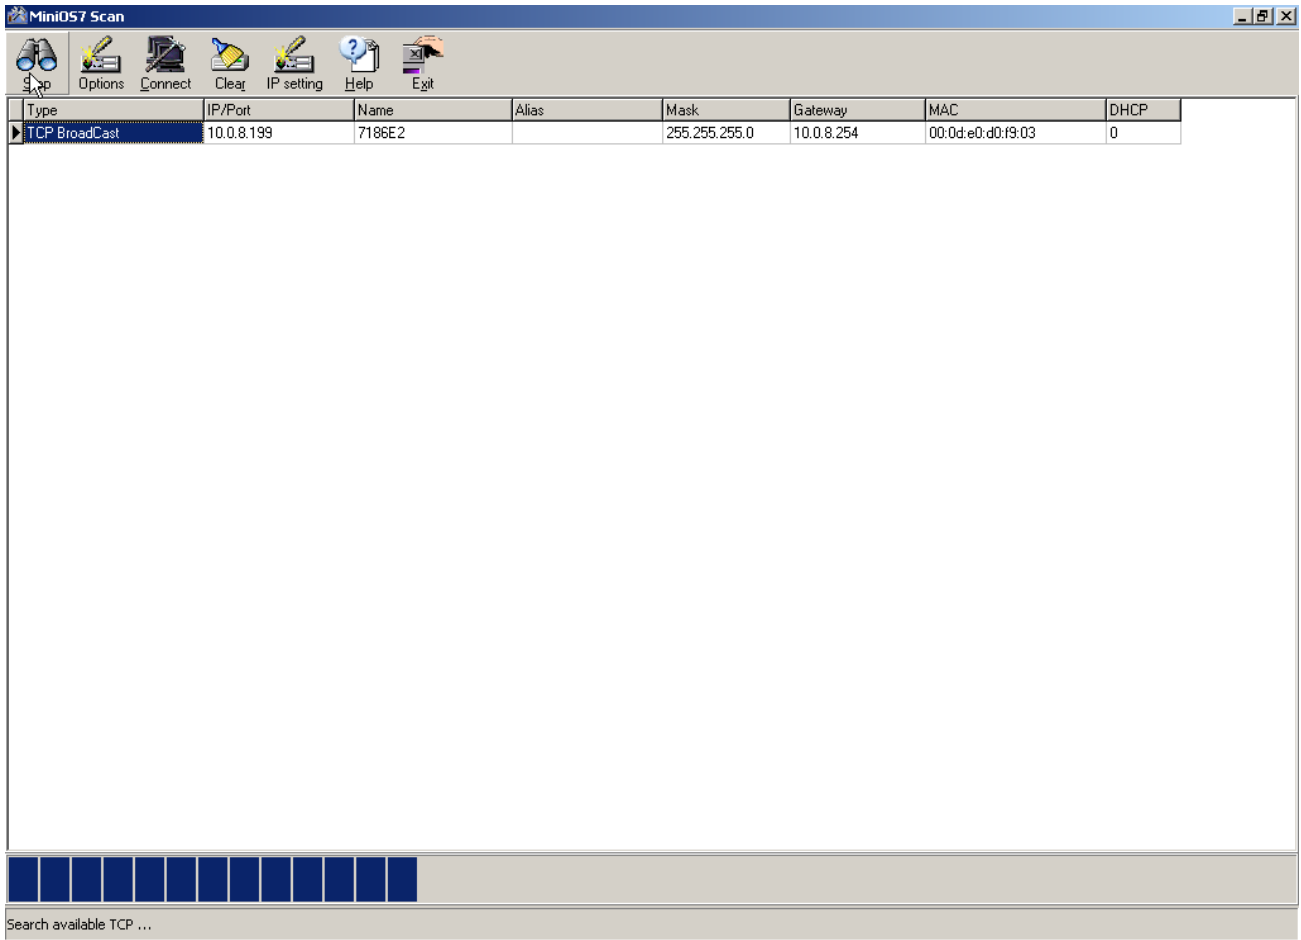 MiniOS7 Scan
Options Connect Clear IP setting Help Exit
Type IP/Port Name Alias Mask Gateway MAC DHCP
TCP BroadCast 10.0.8.199 7186E2 255.255.255.0 10.0.8.254 00:0d:e0:d0:f9:03 0
Search available TCP ...